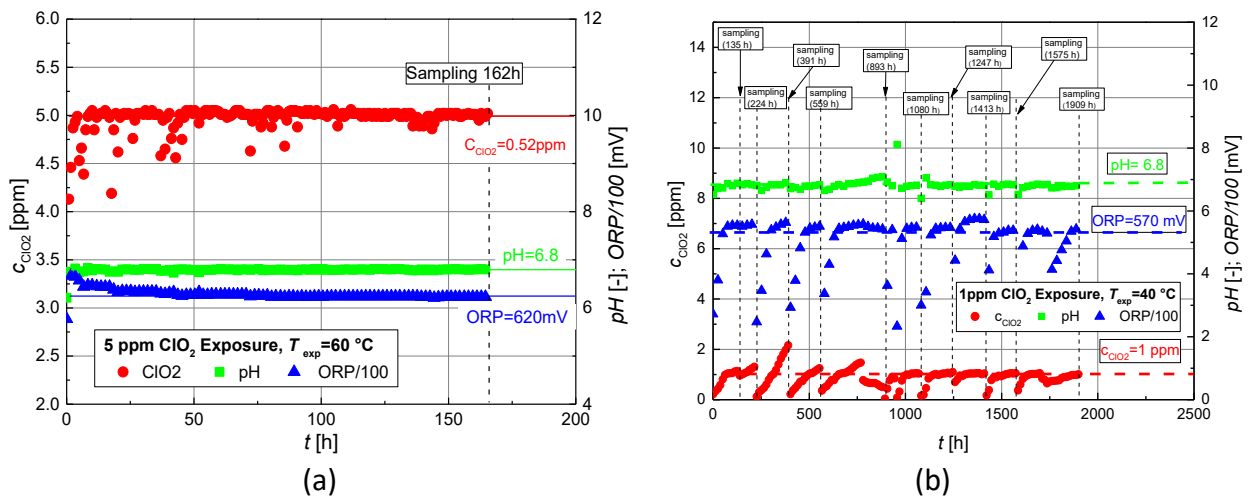 (a)
6.0
5.5
5.0
4.5
4.0
3.5
3.0
2.5
2.0
c_ClO2 [ppm]
12
10
8
6
4
pH [-]; ORP/100 [mV]
Sampling 162h
C_ClO2=0.52ppm
pH=6.8
ORP=620mV
5 ppm ClO2 Exposure, T_exp=60 °C
ClO2 pH ORP/100
0 50 100 150 200
t [h]
(a)
14
12
10
8
6
4
2
0
c_ClO2 [ppm]
12
10
8
6
4
2
0
pH [-]; ORP/100 [mV]
sampling
(135 h)
sampling
(224 h)
sampling
(391 h)
sampling
(559 h)
sampling
(893 h)
sampling
(1080 h)
sampling
(1247 h)
sampling
(1413 h)
sampling
(1575 h)
sampling
(1909 h)
pH= 6.8
ORP=570 mV
1ppm ClO2 Exposure, T_exp=40 °C
c_ClO2 pH ORP/100
c_ClO2=1 ppm
0 500 1000 1500 2000 2500
t [h]
(b)